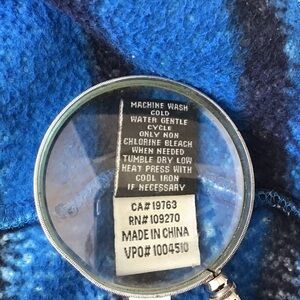 MACHINE WASH
COLD
WATER GENTLE
CYCLE
ONLY NON
CHLORINE BLEACH
WHEN NEEDED
TUMBLE DRY LOW
HEAT PRESS WITH
COOL IRON
IF NECESSARY
CA# 19763
RN# 109270
MADE IN CHINA
VPO# 1004510